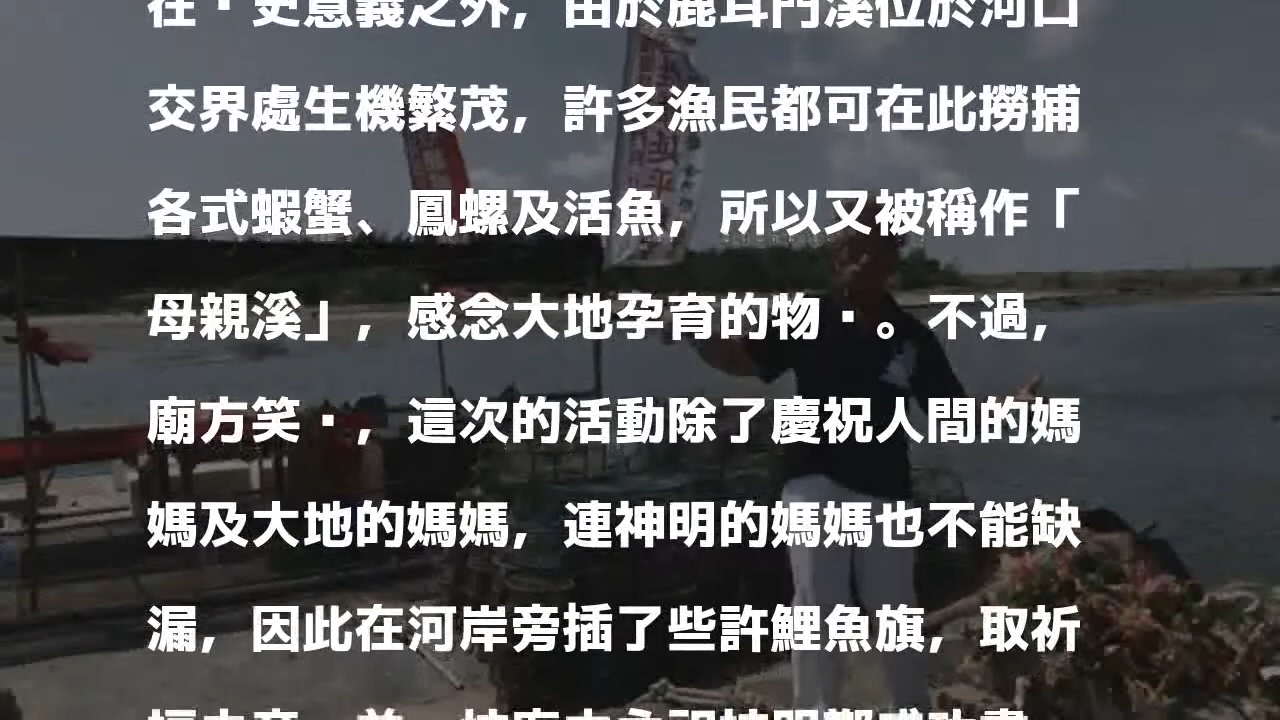 在▪史意義之外，由於鹿耳門溪位於河口
交界處生機繁茂，許多漁民都可在此撈捕
各式蝦蟹、鳳螺及活魚，所以又被稱作「
母親溪」，感念大地孕育的物▪。不過，
廟方笑▪，這次的活動除了慶祝人間的媽
媽及大地的媽媽，連神明的媽媽也不能缺
漏，因此在河岸旁插了些許鯉魚旗，取祈